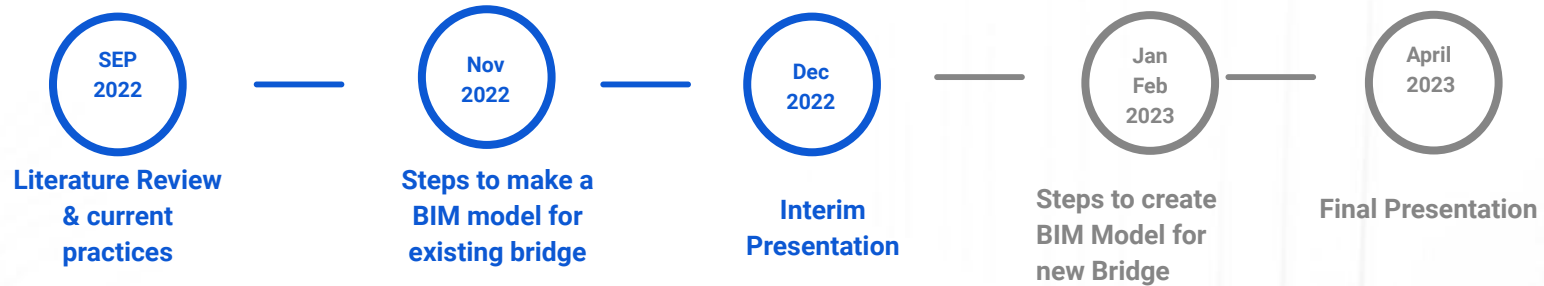 SEP
2022
Nov
2022
Dec
2022
Jan
Feb
2023
April
2023
Literature Review
& current
practices
Steps to make a
BIM model for
existing bridge
Interim
Presentation
Steps to create
BIM Model for
new Bridge
Final Presentation